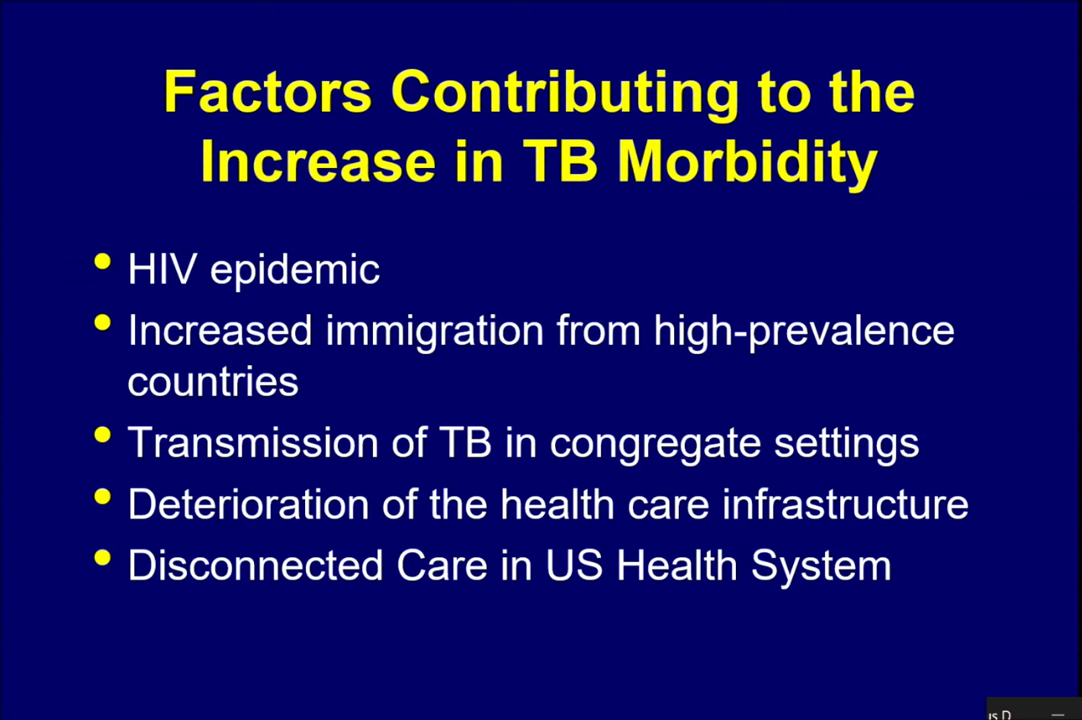 Factors Contributing to the
Increase in TB Morbidity
• HIV epidemic
• Increased immigration from high-prevalence
countries
• Transmission of TB in congregate settings
• Deterioration of the health care infrastructure
• Disconnected Care in US Health System
us D